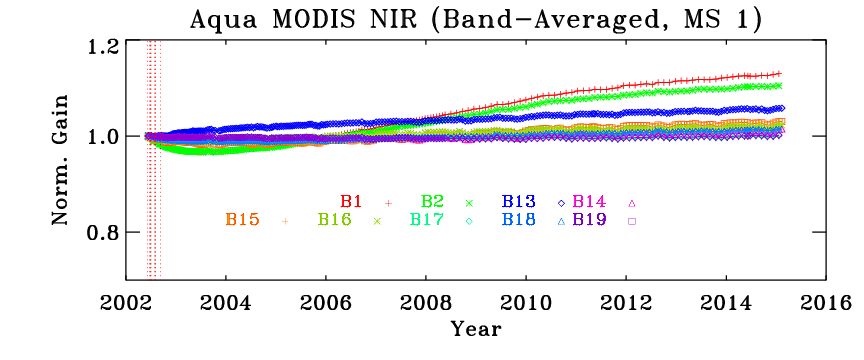 Aqua MODIS NIR (Band-Averaged, MS 1)
1.2
1.0
0.8
Norm. Gain
B1 B2 B13 B14
B15 B16 B17 B18 B19
2002 2004 2006 2008 2010 2012 2014 2016
Year